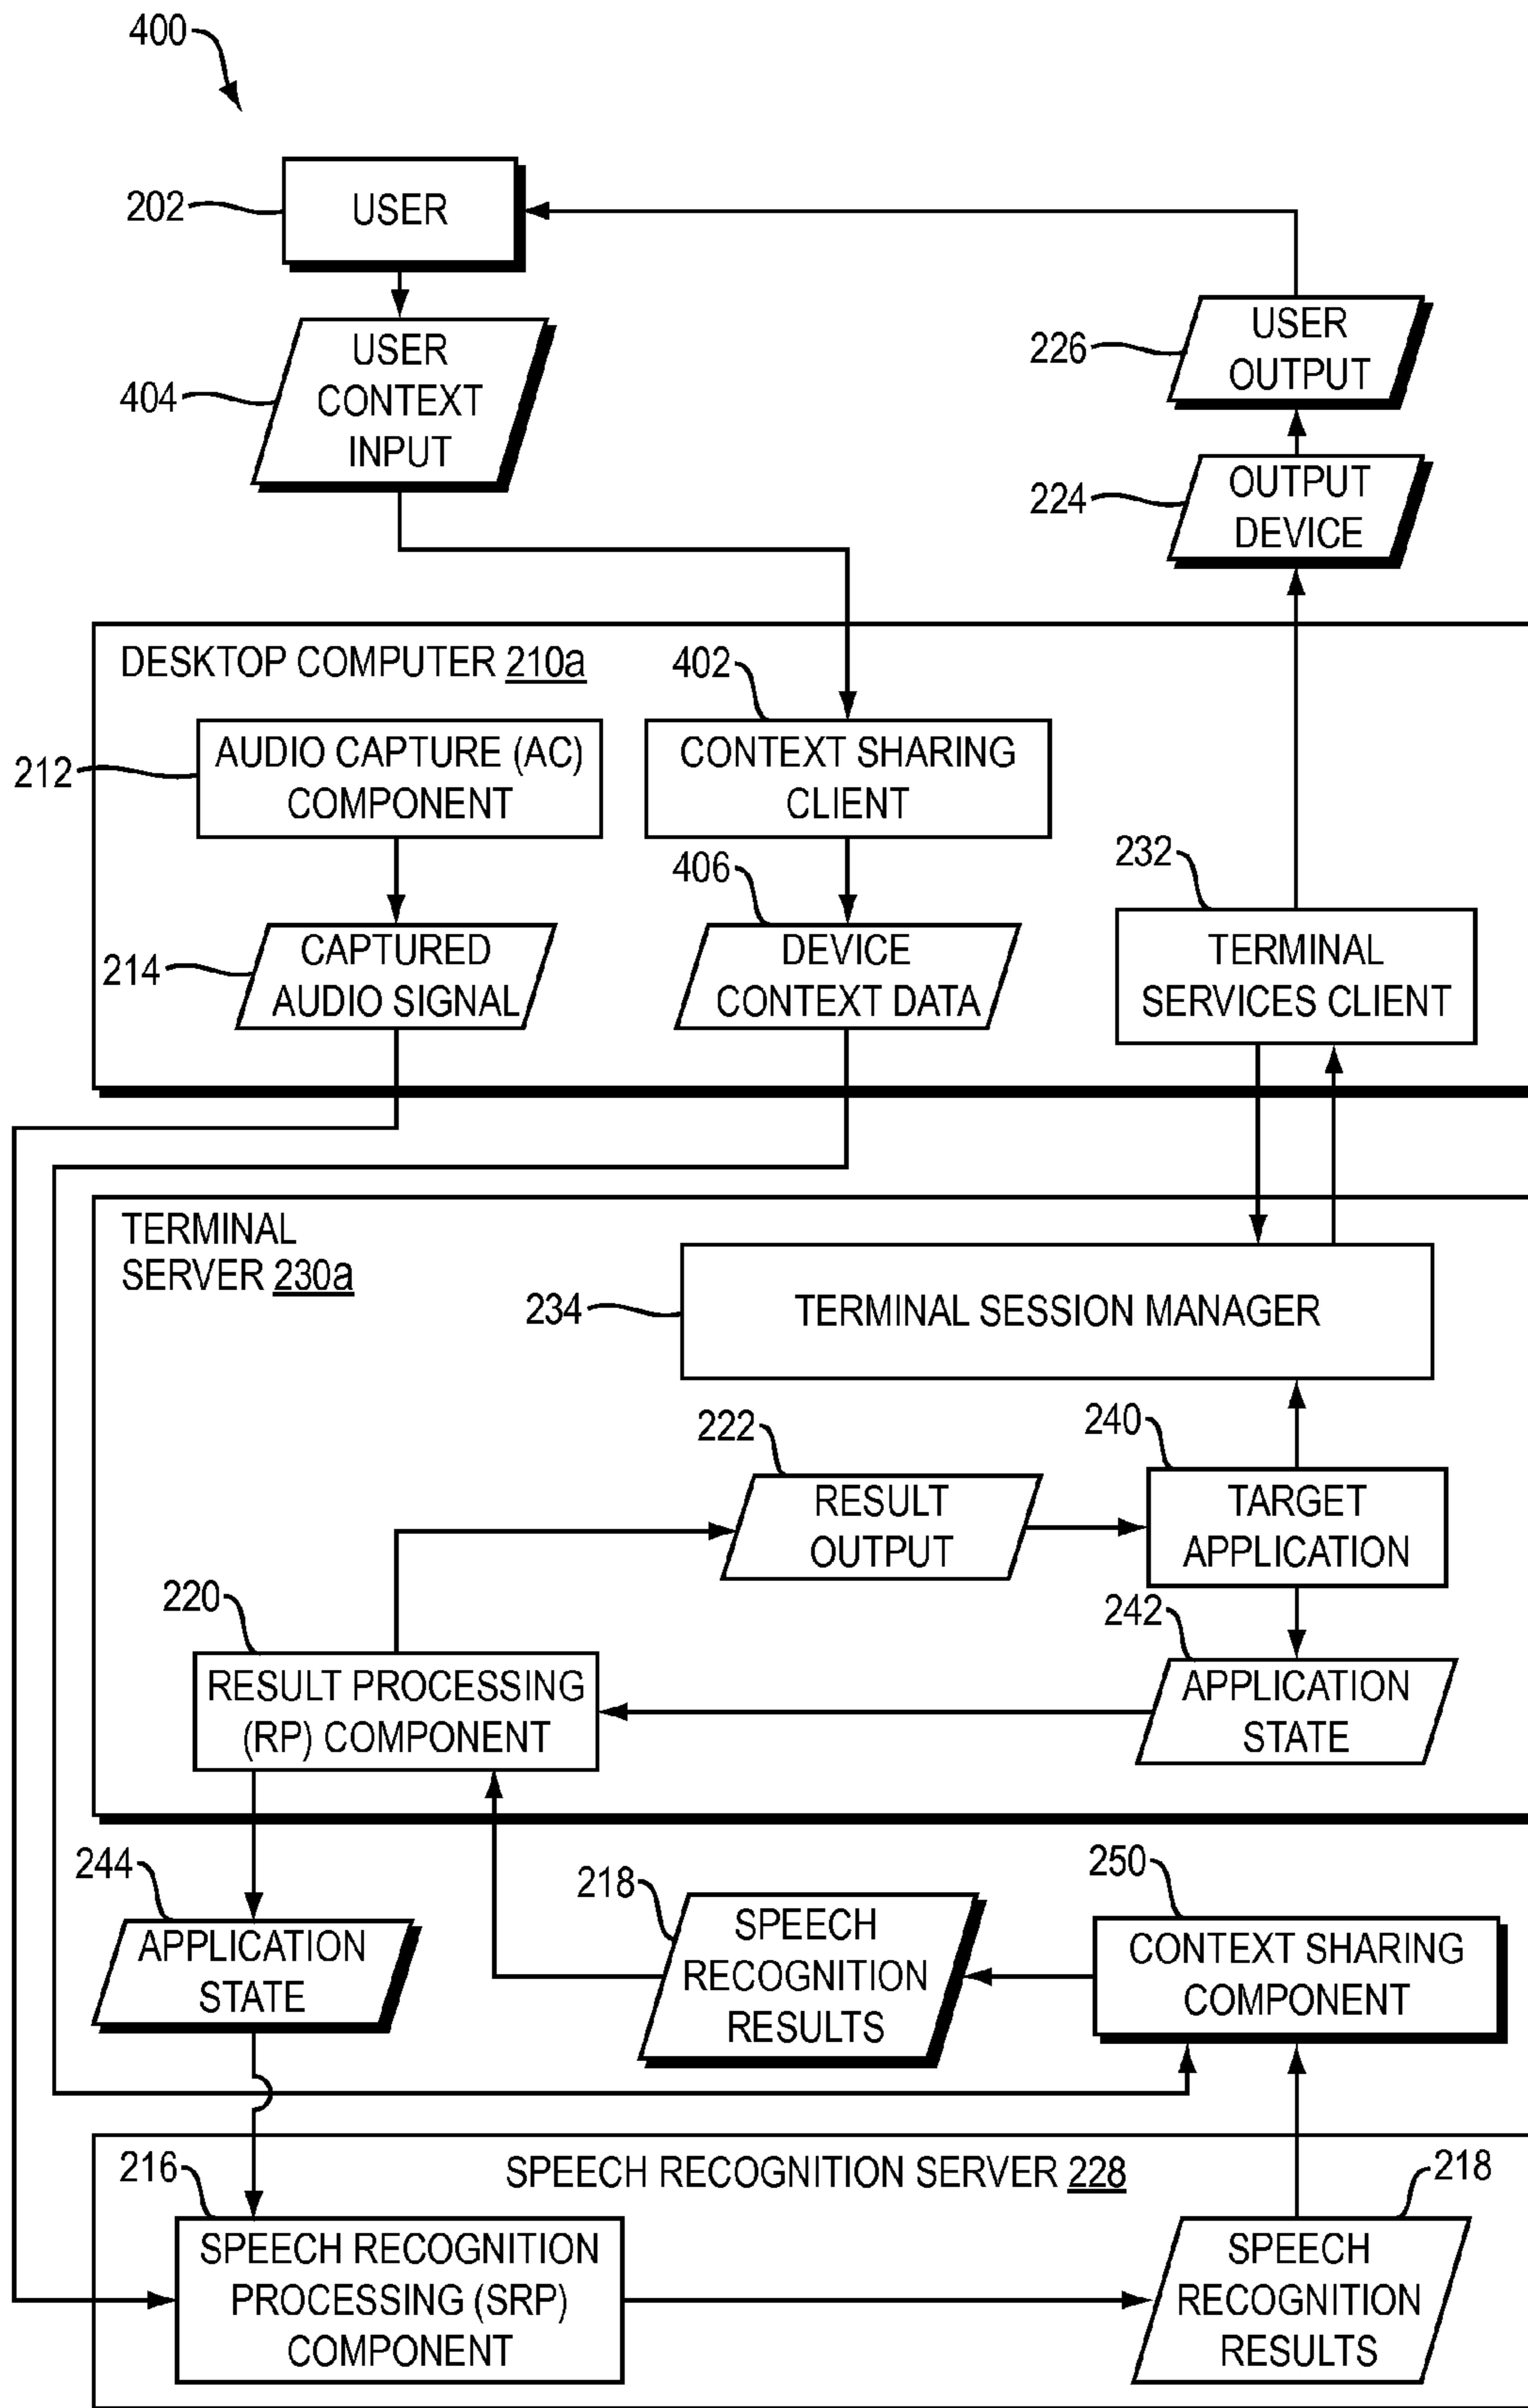 400
202
USER
404
USER
CONTEXT
INPUT
226
USER
OUTPUT
224
OUTPUT
DEVICE
DESKTOP COMPUTER 210a
402
212
AUDIO CAPTURE (AC)
COMPONENT
CONTEXT SHARING
CLIENT
406
232
214
CAPTURED
AUDIO SIGNAL
DEVICE
CONTEXT DATA
TERMINAL
SERVICES CLIENT
TERMINAL
SERVER 230a
234
TERMINAL SESSION MANAGER
222
RESULT
OUTPUT
240
TARGET
APPLICATION
220
RESULT PROCESSING
(RP) COMPONENT
242
APPLICATION
STATE
244
APPLICATION
STATE
218
SPEECH
RECOGNITION
RESULTS
250
CONTEXT SHARING
COMPONENT
SPEECH RECOGNITION SERVER 228
216
SPEECH RECOGNITION
PROCESSING (SRP)
COMPONENT
218
SPEECH
RECOGNITION
RESULTS